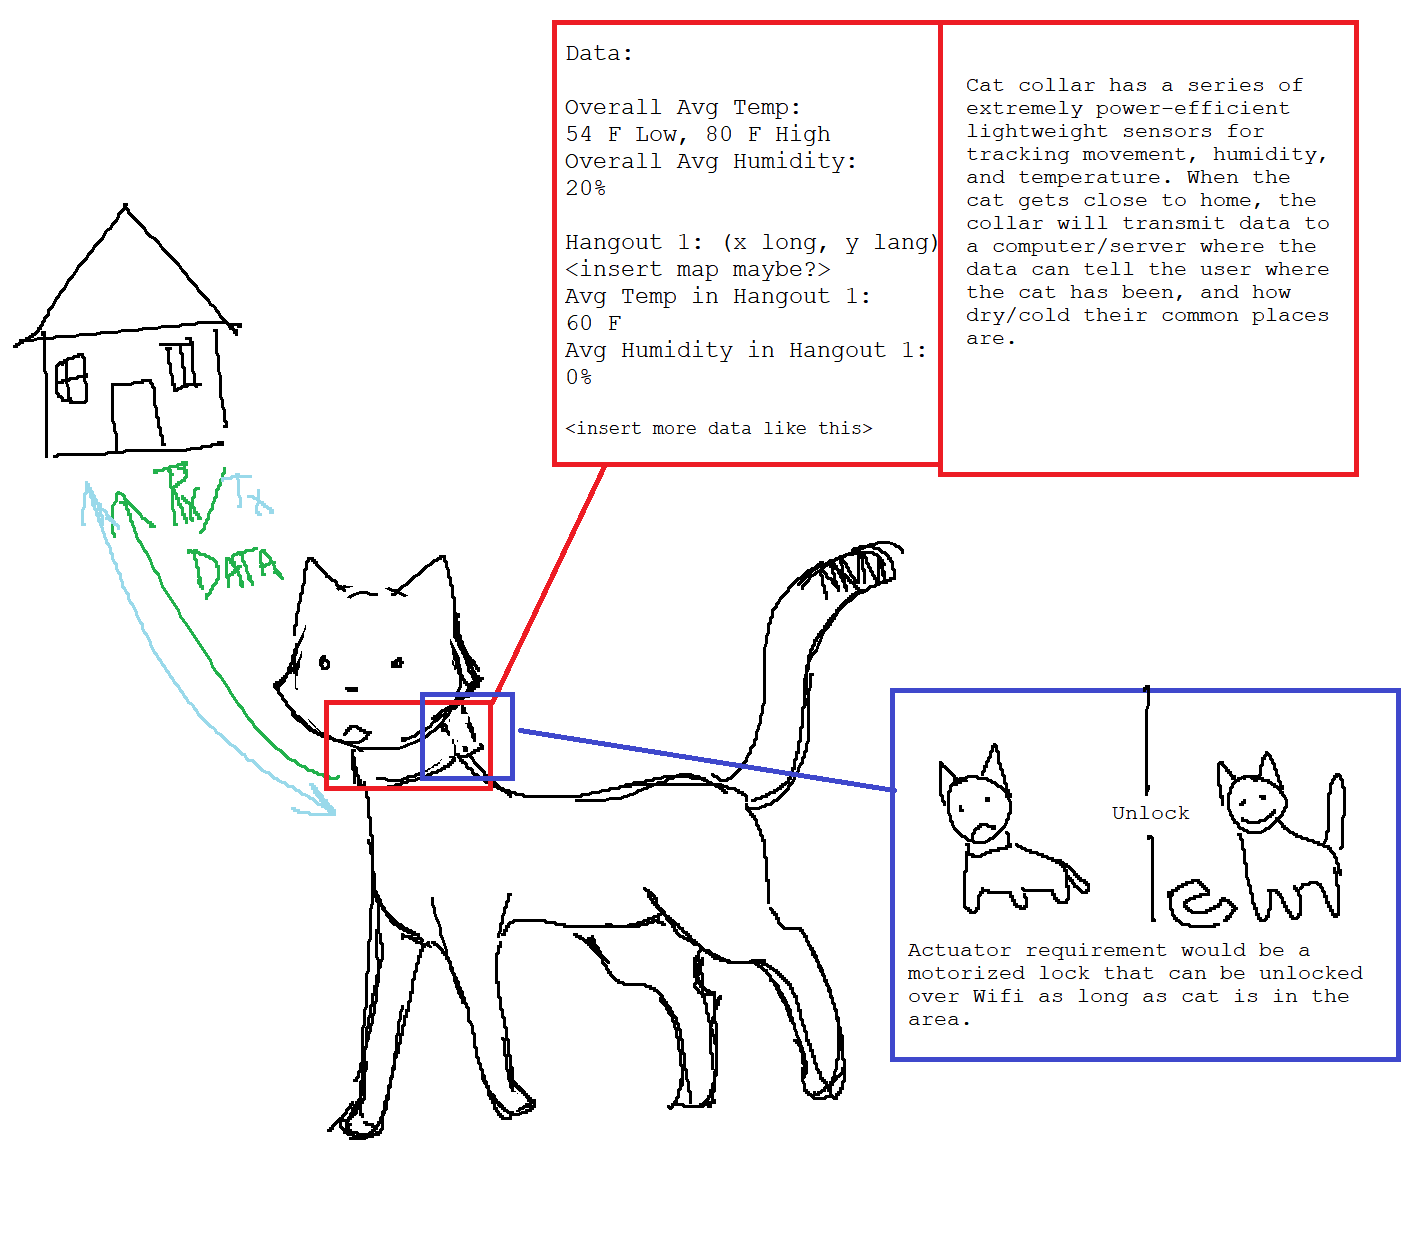 Data:
Overall Avg Temp:
54 F Low, 80 F High
Overall Avg Humidity:
20%
Hangout 1: (x long, y lang)
<insert map maybe?>
Avg Temp in Hangout 1:
60 F
Avg Humidity in Hangout 1:
0%
<insert more data like this>
Cat collar has a series of
extremely power-efficient
lightweight sensors for
tracking movement, humidity,
and temperature. When the
cat gets close to home, the
collar will transmit data to
a computer/server where the
data can tell the user where
the cat has been, and how
dry/cold their common places
are.
Rx/Tx
DATA
Unlock
Actuator requirement would be a
motorized lock that can be unlocked
over Wifi as long as cat is in the
area.